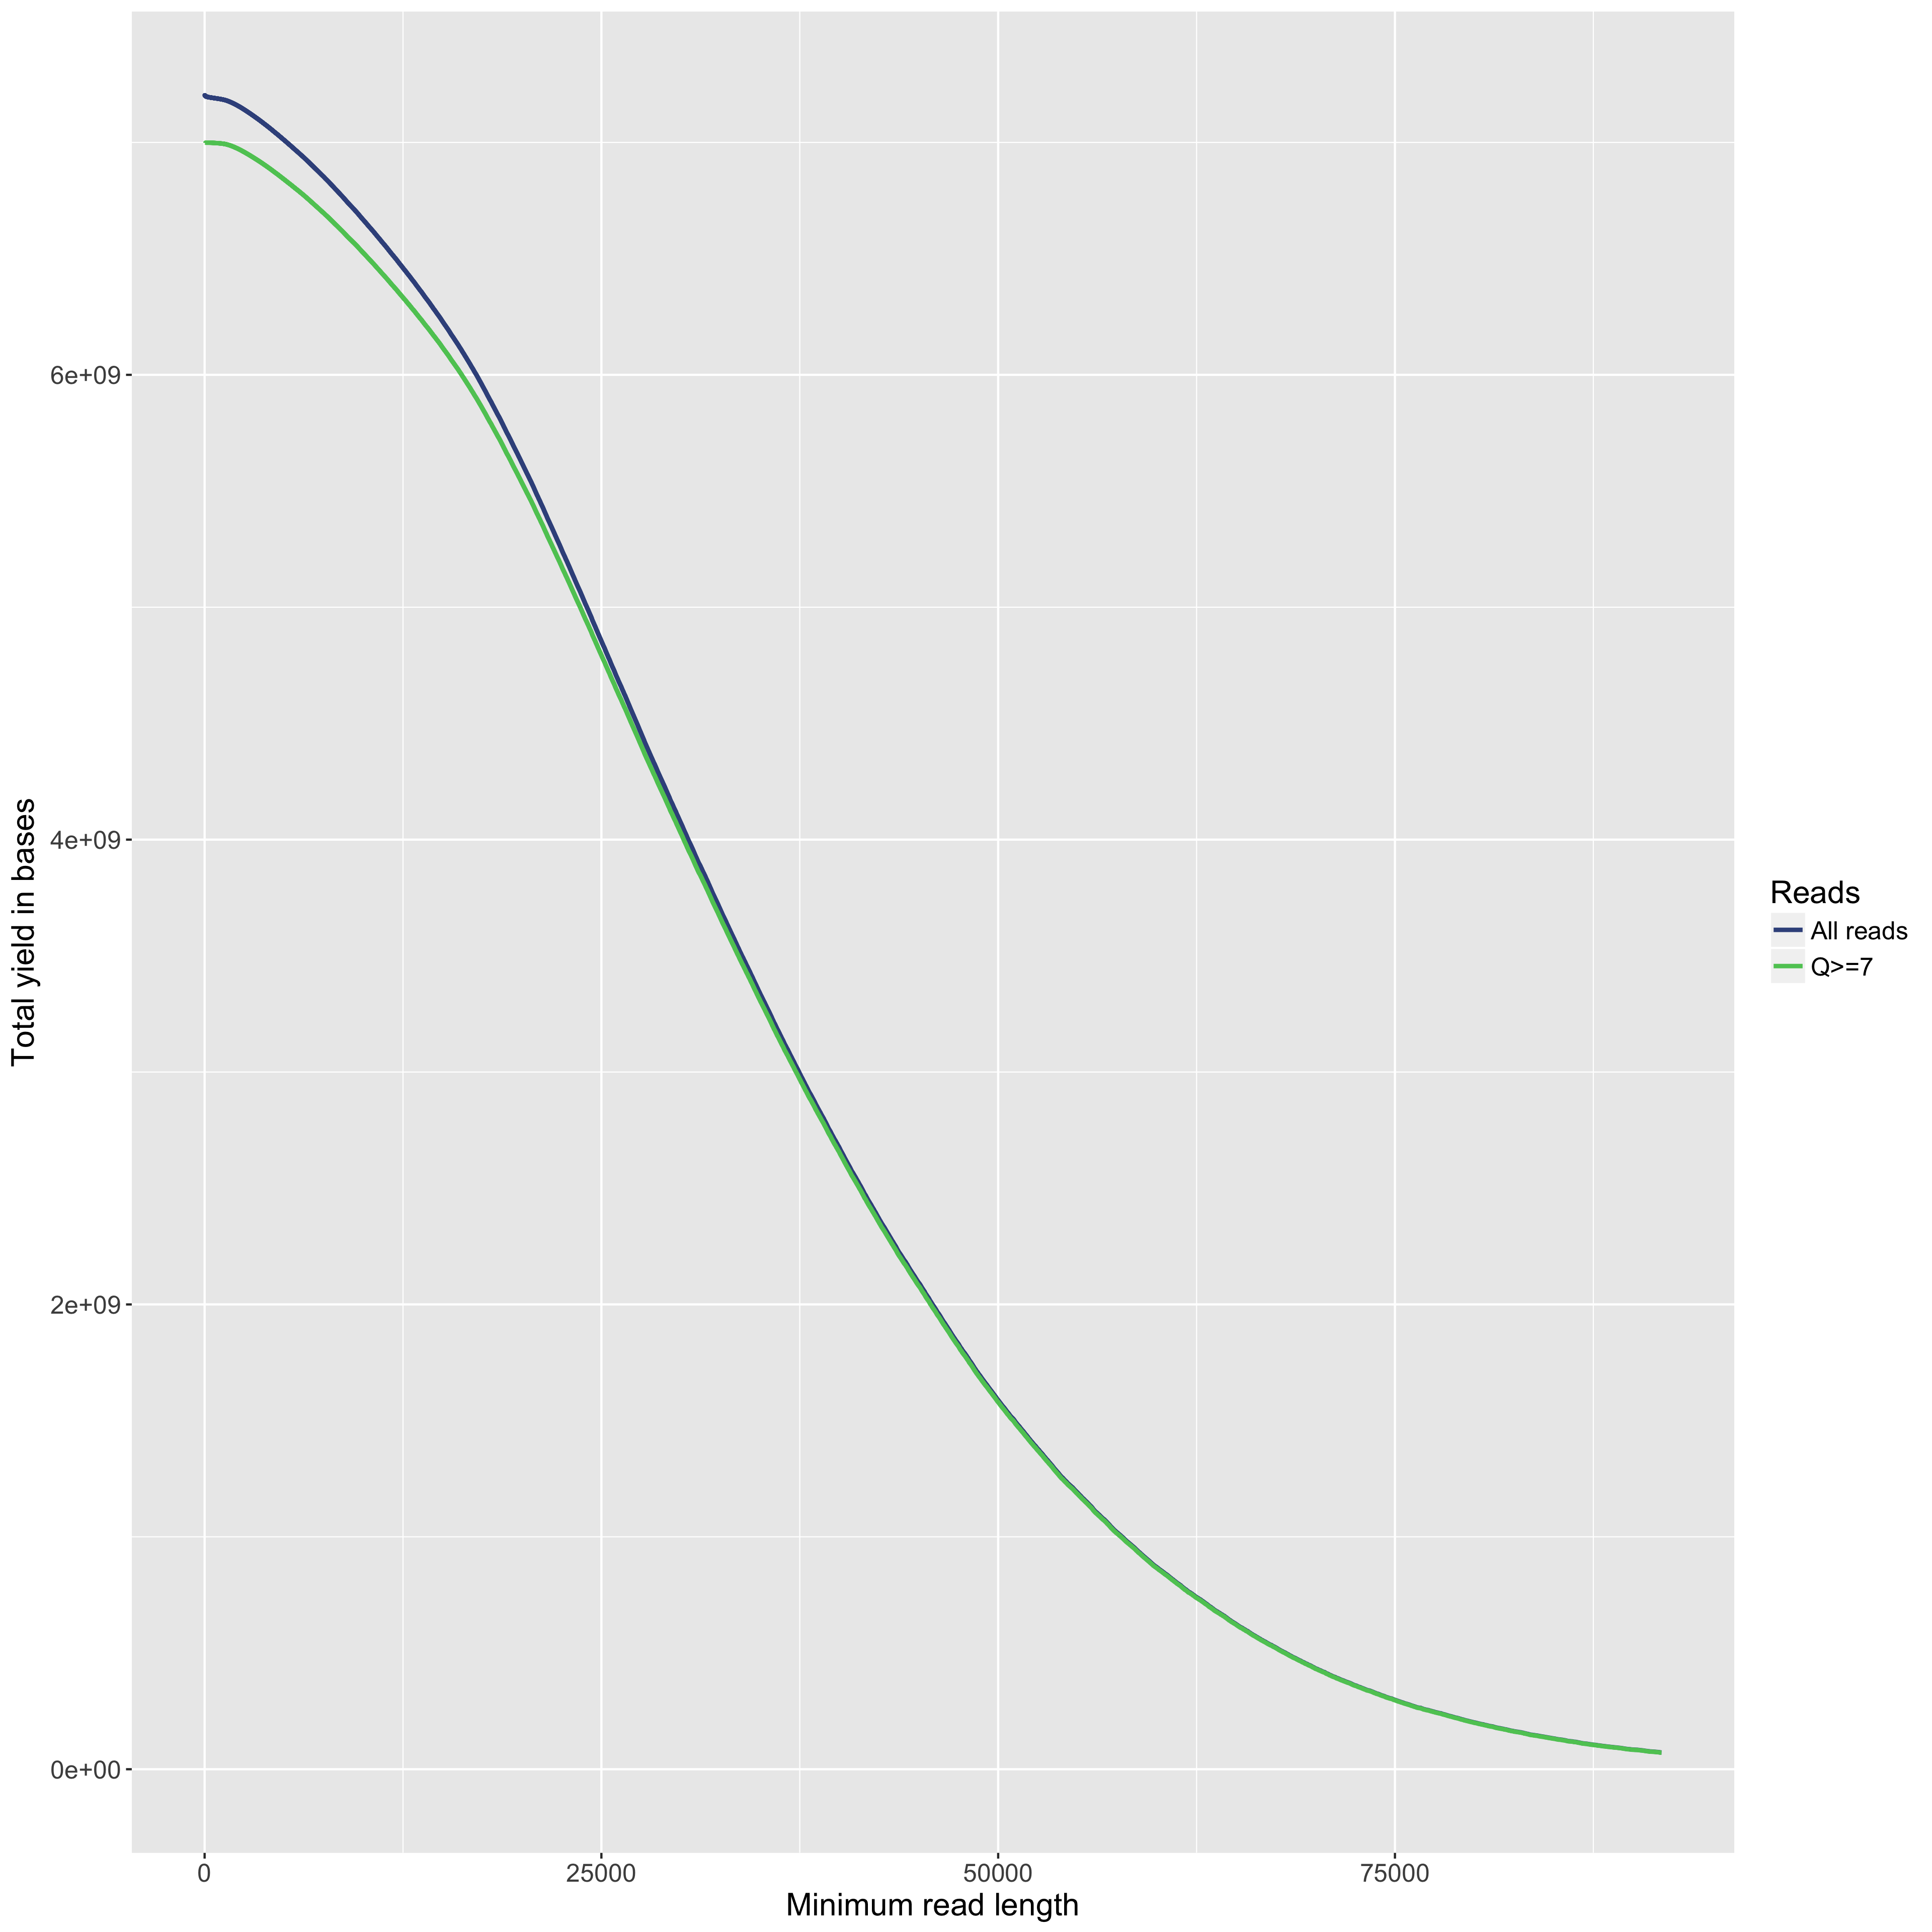 Total yield in bases
6e+09
4e+09
2e+09
0e+00
0
25000
50000
75000
Minimum read length
Reads
All reads
Q>=7